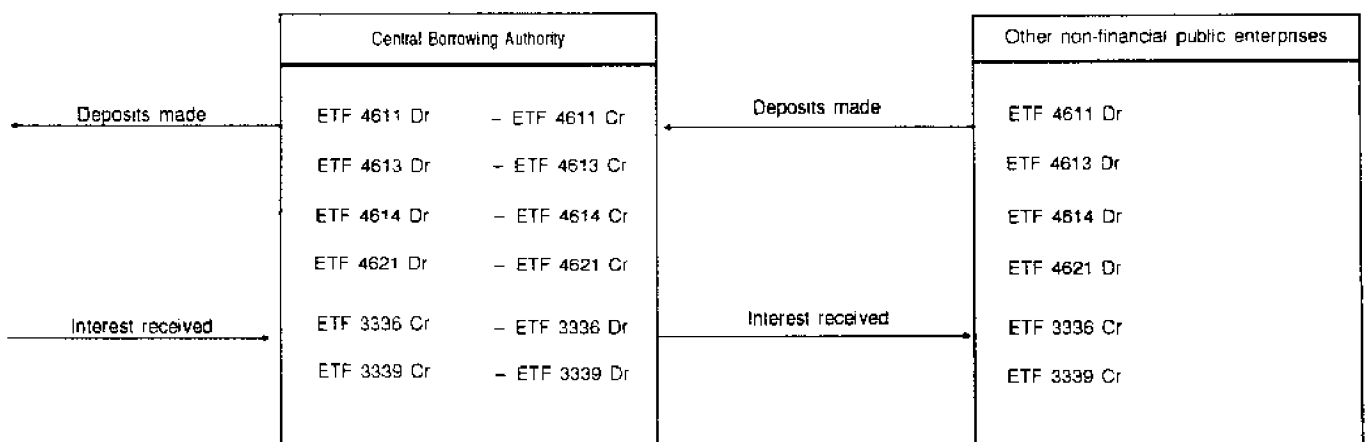 Central Borrowing Authority
Other non-financial public enterprises
Deposits made
ETF 4611 Dr – ETF 4611 Cr
Deposits made
ETF 4611 Dr
ETF 4613 Dr – ETF 4613 Cr
ETF 4613 Dr
ETF 4614 Dr – ETF 4614 Cr
ETF 4614 Dr
ETF 4621 Dr – ETF 4621 Cr
ETF 4621 Dr
Interest received
ETF 3336 Cr – ETF 3336 Dr
Interest received
ETF 3336 Cr
ETF 3339 Cr – ETF 3339 Dr
ETF 3339 Cr